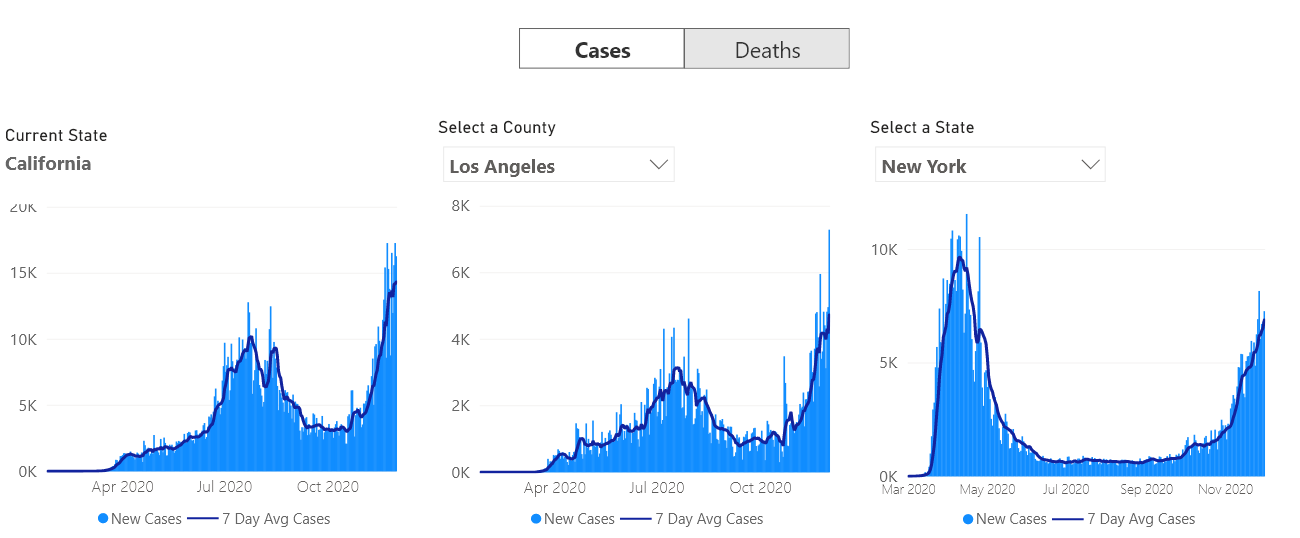 Cases
Deaths
Current State
California
20K
15K
10K
5K
0K
Apr 2020 Jul 2020 Oct 2020
New Cases 7 Day Avg Cases
Select a County
Los Angeles
8K
6K
4K
2K
0K
Apr 2020 Jul 2020 Oct 2020
New Cases 7 Day Avg Cases
Select a State
New York
10K
5K
0K
Mar 2020 May 2020 Jul 2020 Sep 2020 Nov 2020
New Cases 7 Day Avg Cases